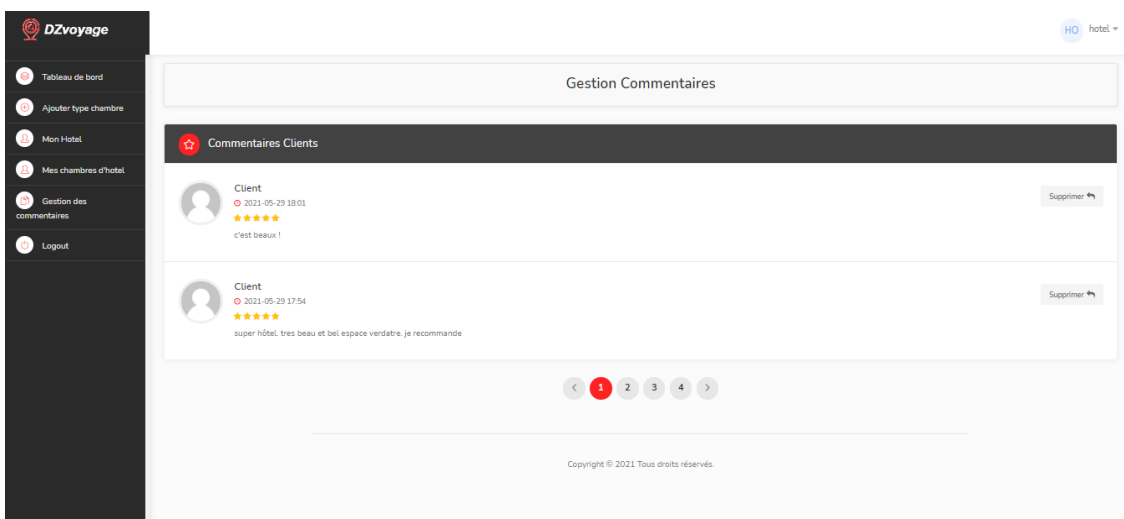 DZvoyage
HO hotel
Tableau de bord
Ajouter type chambre
Mon Hotel
Mes chambres d'hotel
Gestion des
commentaires
Logout
Gestion Commentaires
Commentaires Clients
Client
2021-05-29 18:01
c'est beaux !
Supprimer
Client
2021-05-29 17:54
super hôtel. tres beau et bel espace verdatre. je recommande
Supprimer
1 2 3 4
Copyright © 2021 Tous droits réservés.